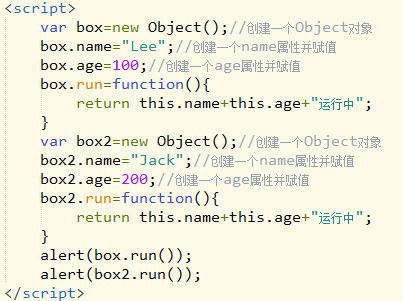 <script>
var box=new Object();//创建一个Object对象
box.name="Lee";//创建一个name属性并赋值
box.age=100;//创建一个age属性并赋值
box.run=function(){
return this.name+this.age+"运行中";
}
var box2=new Object();//创建一个Object对象
box2.name="Jack";//创建一个name属性并赋值
box2.age=200;//创建一个age属性并赋值
box2.run=function(){
return this.name+this.age+"运行中";
}
alert(box.run());
alert(box2.run());
</script>